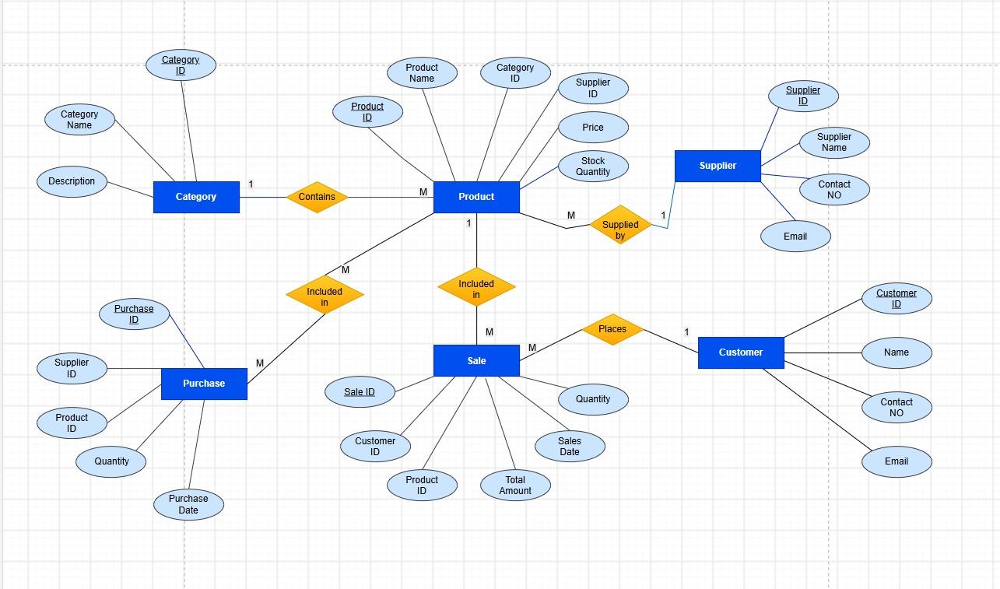 Category
ID
Product
Name
Category
ID
Supplier
ID
Supplier
ID
Product
ID
Category
Name
Price
Supplier
Name
Stock
Quantity
Supplier
Description
Contact
NO
1
M
Category
Contains
Product
M
1
Supplied
by
1
Email
M
Included
in
Included
in
Customer
ID
Purchase
ID
M
Places
1
M
Customer
Name
Sale
M
Supplier
ID
Purchase
Sale ID
Quantity
Contact
NO
Product
ID
Customer
ID
Sales
Date
Quantity
Email
Product
ID
Total
Amount
Purchase
Date